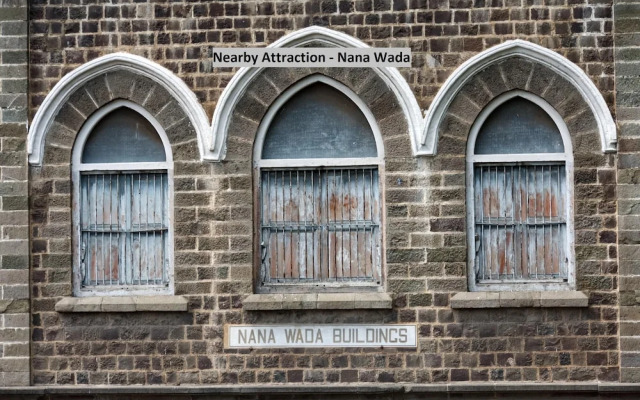 Nearby Attraction - Nana Wada
NANA WADA BUILDINGS